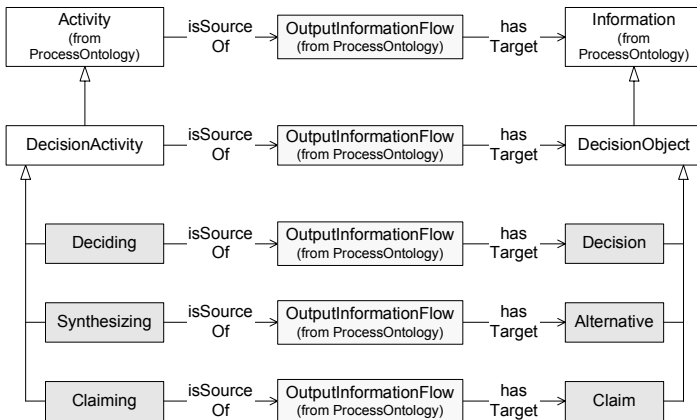 Activity
(from
ProcessOntology)
isSource
Of
OutputInformationFlow
(from ProcessOntology)
has
Target
Information
(from
ProcessOntology)
DecisionActivity
isSource
Of
OutputInformationFlow
(from ProcessOntology)
has
Target
DecisionObject
Deciding
isSource
Of
OutputInformationFlow
(from ProcessOntology)
has
Target
Decision
Synthesizing
isSource
Of
OutputInformationFlow
(from ProcessOntology)
has
Target
Alternative
Claiming
isSource
Of
OutputInformationFlow
(from ProcessOntology)
has
Target
Claim